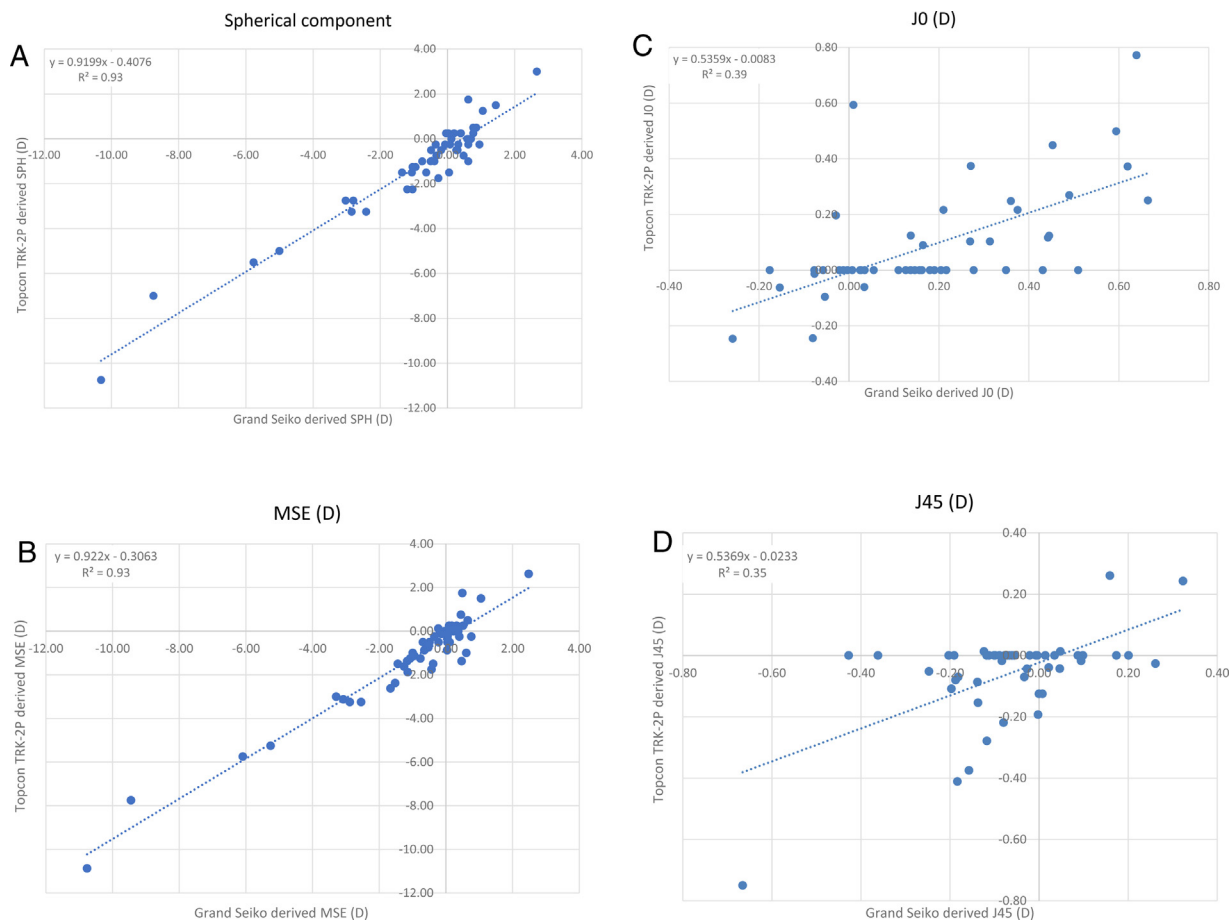 Spherical component
A
y = 0.9199x - 0.4076
R² = 0.93
4.00
2.00
0.00
-12.00 -10.00 -8.00 -6.00 -4.00 -2.00 0.00 2.00 4.00
-2.00
-4.00
-6.00
-8.00
-10.00
-12.00
Topcon TRK-2P derived SPH (D)
Grand Seiko derived SPH (D)
MSE (D)
B
y = 0.922x - 0.3063
R² = 0.93
4.00
2.00
0.00
-12.00 -10.00 -8.00 -6.00 -4.00 -2.00 0.00 2.00 4.00
-2.00
-4.00
-6.00
-8.00
-10.00
-12.00
Topcon TRK-2P derived MSE (D)
Grand Seiko derived MSE (D)
J0 (D)
C
y = 0.5359x - 0.0083
R² = 0.39
0.80
0.60
0.40
0.20
0.00
-0.40 -0.20 0.00 0.20 0.40 0.60 0.80
-0.20
-0.40
Topcon TRK-2P derived J0 (D)
Grand Seiko derived J0 (D)
J45 (D)
D
y = 0.5369x - 0.0233
R² = 0.35
0.40
0.20
0.00
-0.80 -0.60 -0.40 -0.20 0.00 0.20 0.40
-0.20
-0.40
-0.60
-0.80
Topcon TRK-2P derived J45 (D)
Grand Seiko derived J45 (D)